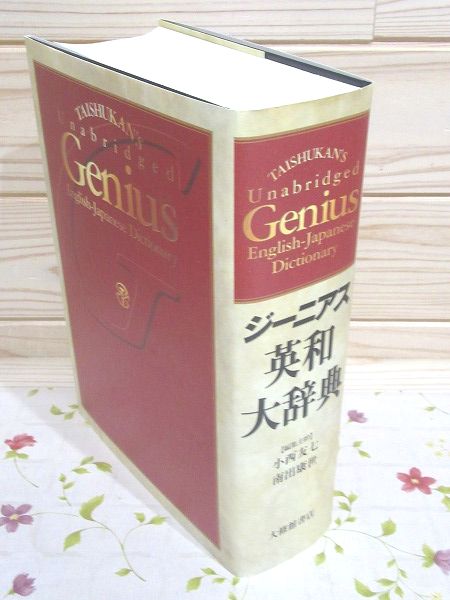 TAISHUKAN'S
Unabridged
Genius
English-Japanese Dictionary
TAISHUKAN'S
Unabridged
Genius
English-Japanese
Dictionary
ジーニアス
英和
大辞典
小西友七
南出康世
大修館書店